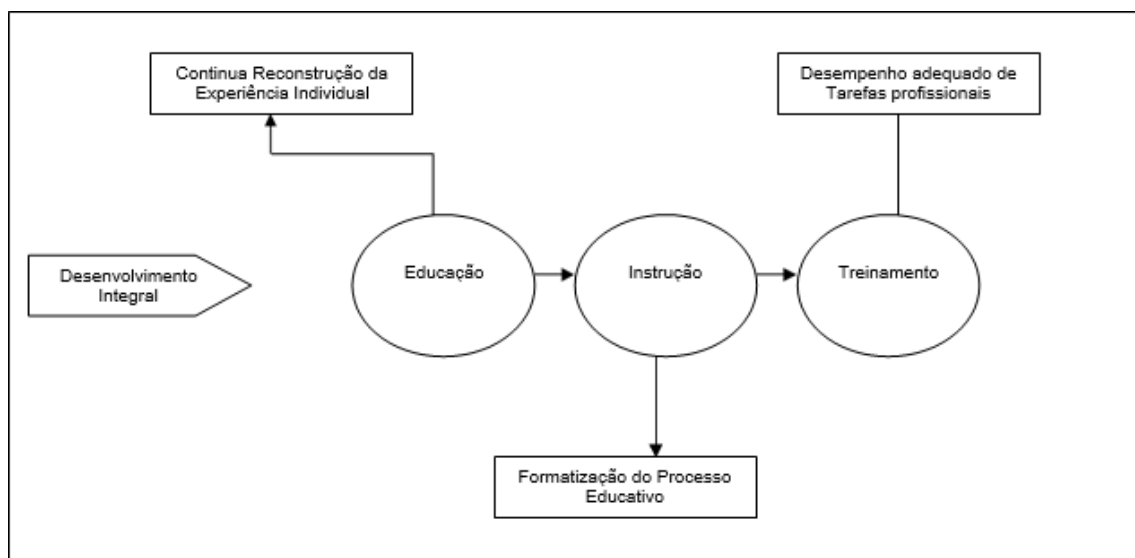 Continua Reconstrução da
Experiência Individual
Desempenho adequado de
Tarefas profissionais
Desenvolvimento
Integral
Educação
Instrução
Treinamento
Formatização do Processo
Educativo